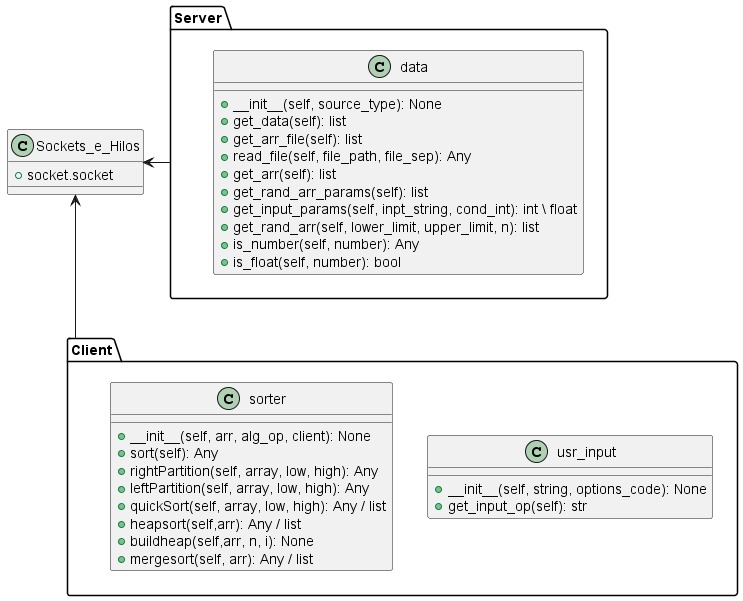 Server
C data
__init__(self, source_type): None
get_data(self): list
get_arr_file(self): list
read_file(self, file_path, file_sep): Any
get_arr(self): list
get_rand_arr_params(self): list
get_input_params(self, inpt_string, cond_int): int \ float
get_rand_arr(self, lower_limit, upper_limit, n): list
is_number(self, number): Any
is_float(self, number): bool
C Sockets_e_Hilos
socket.socket
Client
C sorter
__init__(self, arr, alg_op, client): None
sort(self): Any
rightPartition(self, array, low, high): Any
leftPartition(self, array, low, high): Any
quickSort(self, array, low, high): Any / list
heapsort(self,arr): Any / list
buildheap(self,arr, n, i): None
mergesort(self, arr): Any / list
C usr_input
__init__(self, string, options_code): None
get_input_op(self): str